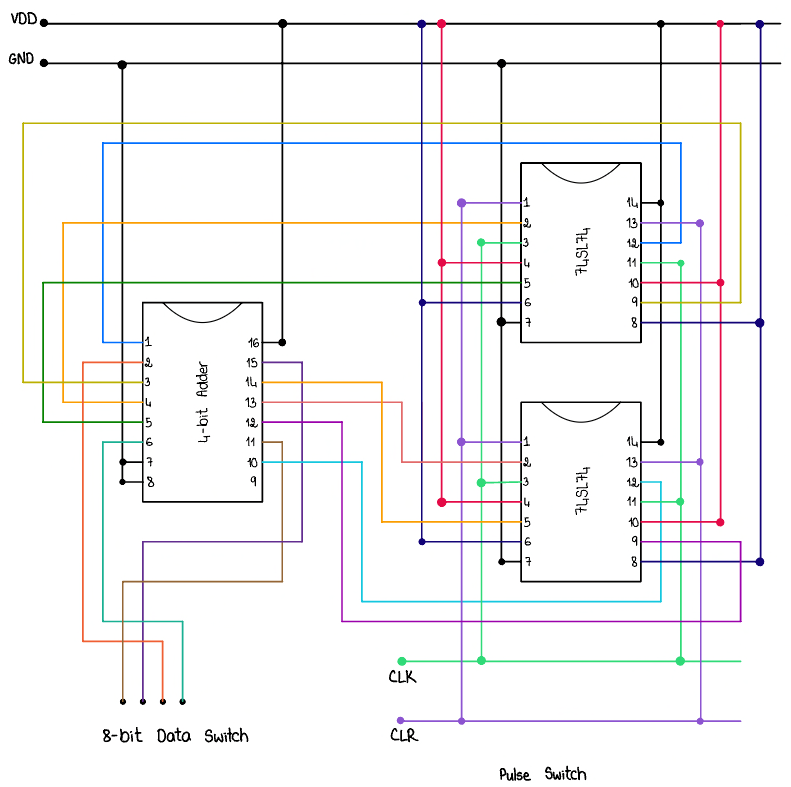 VDD
GND
1 14
2 13
3 12
4 11
5 10
6 9
7 8
74SL74
1 16
2 15
3 14
4 13
5 12
6 11
7 10
8 9
4-bit Adder
1 14
2 13
3 12
4 11
5 10
6 9
7 8
74SL74
CLK
8-bit Data Switch
CLR
Pulse Switch